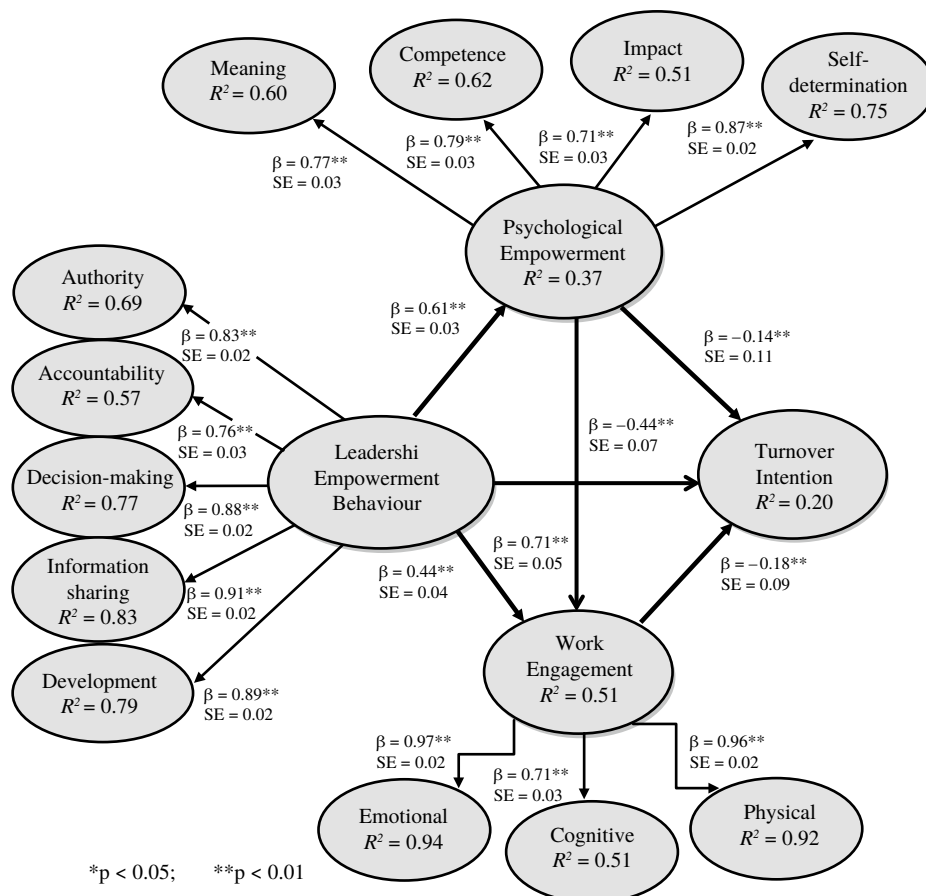 Meaning
R² = 0.60
Competence
R² = 0.62
Impact
R² = 0.51
Self-
determination
R² = 0.75
β = 0.77**
SE = 0.03
β = 0.79**
SE = 0.03
β = 0.71**
SE = 0.03
β = 0.87**
SE = 0.02
Psychological
Empowerment
R² = 0.37
Authority
R² = 0.69
β = 0.83**
SE = 0.02
β = 0.61**
SE = 0.03
β = −0.14**
SE = 0.11
Accountability
R² = 0.57
β = 0.76**
SE = 0.03
Leadershi
Empowerment
Behaviour
β = −0.44**
SE = 0.07
Turnover
Intention
R² = 0.20
Decision-making
R² = 0.77
β = 0.88**
SE = 0.02
Information
sharing
R² = 0.83
β = 0.91**
SE = 0.02
β = 0.44**
SE = 0.04
β = 0.71**
SE = 0.05
β = −0.18**
SE = 0.09
Development
R² = 0.79
β = 0.89**
SE = 0.02
Work
Engagement
R² = 0.51
β = 0.97**
SE = 0.02
β = 0.71**
SE = 0.03
β = 0.96**
SE = 0.02
Emotional
R² = 0.94
Cognitive
R² = 0.51
Physical
R² = 0.92
*p < 0.05; **p < 0.01